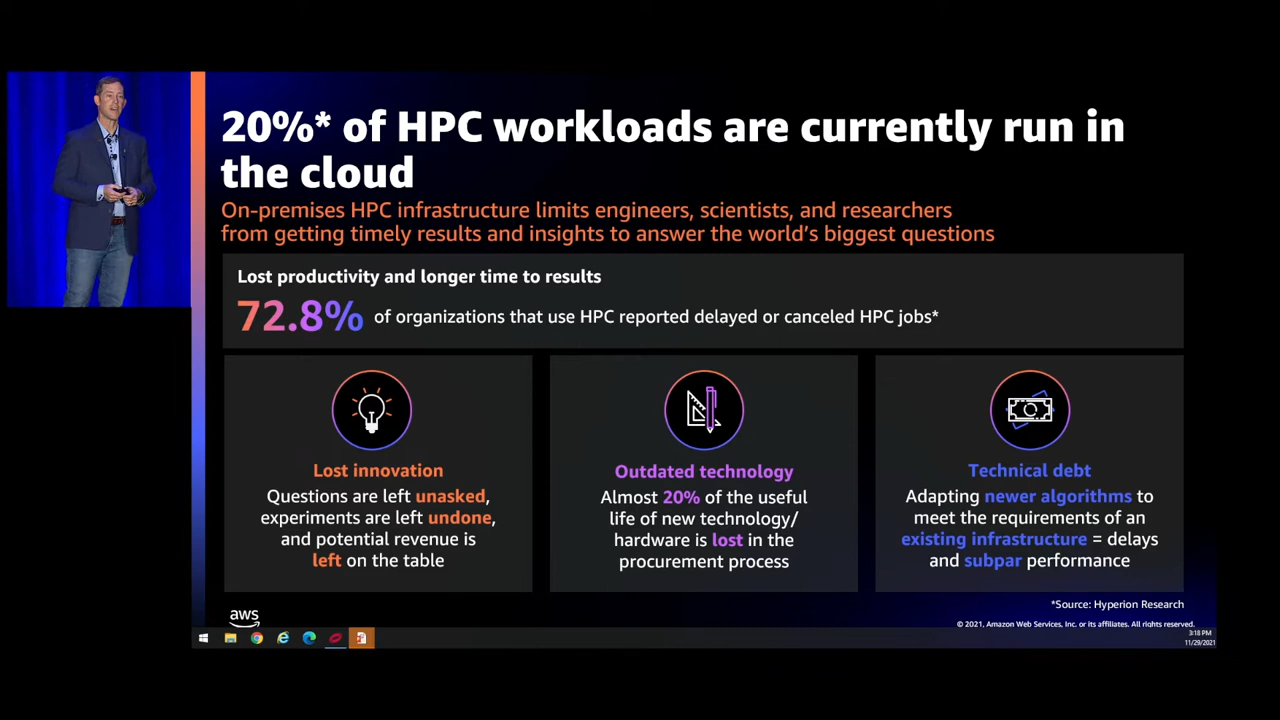 20%* of HPC workloads are currently run in
the cloud
On-premises HPC infrastructure limits engineers, scientists, and researchers
from getting timely results and insights to answer the world’s biggest questions
Lost productivity and longer time to results
72.8% of organizations that use HPC reported delayed or canceled HPC jobs*
Lost innovation
Questions are left unasked,
experiments are left undone,
and potential revenue is
left on the table
Outdated technology
Almost 20% of the useful
life of new technology/
hardware is lost in the
procurement process
Technical debt
Adapting newer algorithms to
meet the requirements of an
existing infrastructure = delays
and subpar performance
*Source: Hyperion Research
aws
© 2021, Amazon Web Services, Inc. or its affiliates. All rights reserved.
3:18 PM
11/29/2021